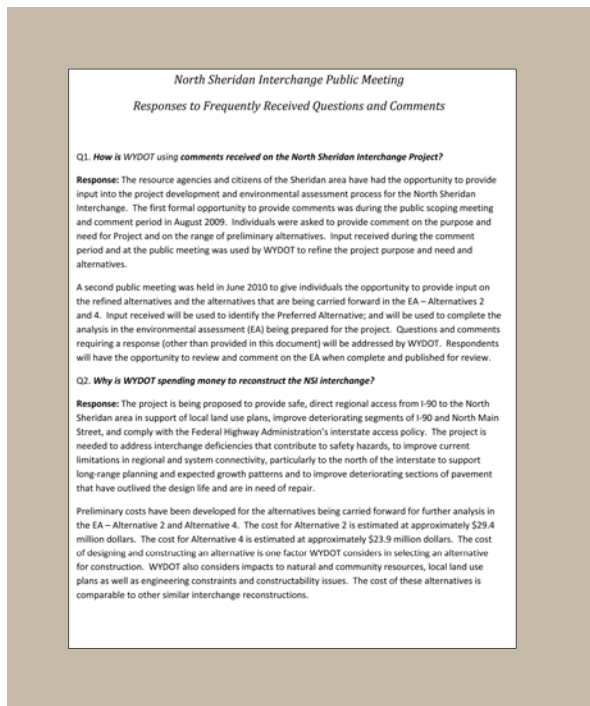 North Sheridan Interchange Public Meeting
Responses to Frequently Received Questions and Comments
Q1. How is WYDOT using comments received on the North Sheridan Interchange Project?
Response: The resource agencies and citizens of the Sheridan area have had the opportunity to provide
input into the project development and environmental assessment process for the North Sheridan
Interchange. The first formal opportunity to provide comments was during the public scoping meeting
and comment period in August 2009. Individuals were asked to provide comment on the purpose and
need for Project and on the range of preliminary alternatives. Input received during the comment
period and at the public meeting was used by WYDOT to refine the project purpose and need and
alternatives.
A second public meeting was held in June 2010 to give individuals the opportunity to provide input on
the refined alternatives and the alternatives that are being carried forward in the EA – Alternatives 2
and 4. Input received will be used to identify the Preferred Alternative; and will be used to complete the
analysis in the environmental assessment (EA) being prepared for the project. Questions and comments
requiring a response (other than provided in this document) will be addressed by WYDOT. Respondents
will have the opportunity to review and comment on the EA when complete and published for review.
Q2. Why is WYDOT spending money to reconstruct the NSI interchange?
Response: The project is being proposed to provide safe, direct regional access from I-90 to the North
Sheridan area in support of local land use plans, improve deteriorating segments of I-90 and North Main
Street, and comply with the Federal Highway Administration's interstate access policy. The project is
needed to address interchange deficiencies that contribute to safety hazards, to improve current
limitations in regional and system connectivity, particularly to the north of the interstate to support
long-range planning and expected growth patterns and to improve deteriorating sections of pavement
that have outlived the design life and are in need of repair.
Preliminary costs have been developed for the alternatives being carried forward for further analysis in
the EA – Alternative 2 and Alternative 4. The cost for Alternative 2 is estimated at approximately $29.4
million dollars. The cost for Alternative 4 is estimated at approximately $23.9 million dollars. The cost
of designing and constructing an alternative is one factor WYDOT considers in selecting an alternative
for construction. WYDOT also considers impacts to natural and community resources, local land use
plans as well as engineering constraints and constructability issues. The cost of these alternatives is
comparable to other similar interchange reconstructions.